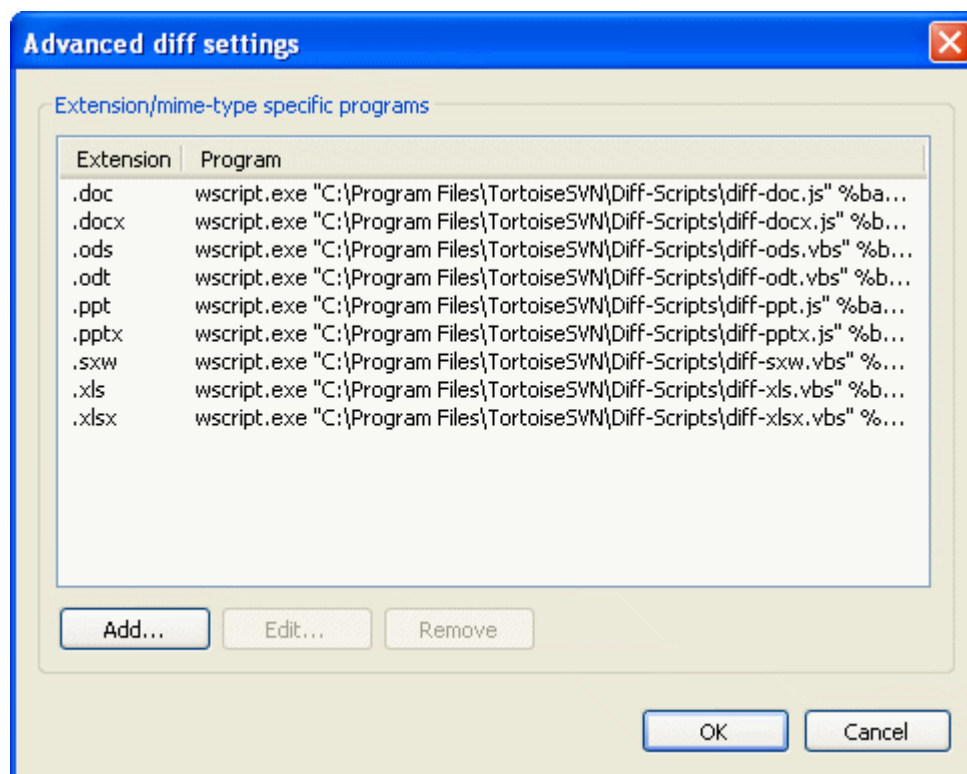 Advanced diff settings
Extension/mime-type specific programs
Extension Program
.doc wscript.exe "C:\Program Files\TortoiseSVN\Diff-Scripts\diff-doc.js" %ba...
.docx wscript.exe "C:\Program Files\TortoiseSVN\Diff-Scripts\diff-docx.js" %b...
.ods wscript.exe "C:\Program Files\TortoiseSVN\Diff-Scripts\diff-ods.vbs" %b...
.odt wscript.exe "C:\Program Files\TortoiseSVN\Diff-Scripts\diff-odt.vbs" %b...
.ppt wscript.exe "C:\Program Files\TortoiseSVN\Diff-Scripts\diff-ppt.js" %ba...
.pptx wscript.exe "C:\Program Files\TortoiseSVN\Diff-Scripts\diff-pptx.js" %b...
.sxw wscript.exe "C:\Program Files\TortoiseSVN\Diff-Scripts\diff-sxw.vbs" %...
.xls wscript.exe "C:\Program Files\TortoiseSVN\Diff-Scripts\diff-xls.vbs" %b...
.xlsx wscript.exe "C:\Program Files\TortoiseSVN\Diff-Scripts\diff-xlsx.vbs" %...
Add... Edit... Remove
OK Cancel